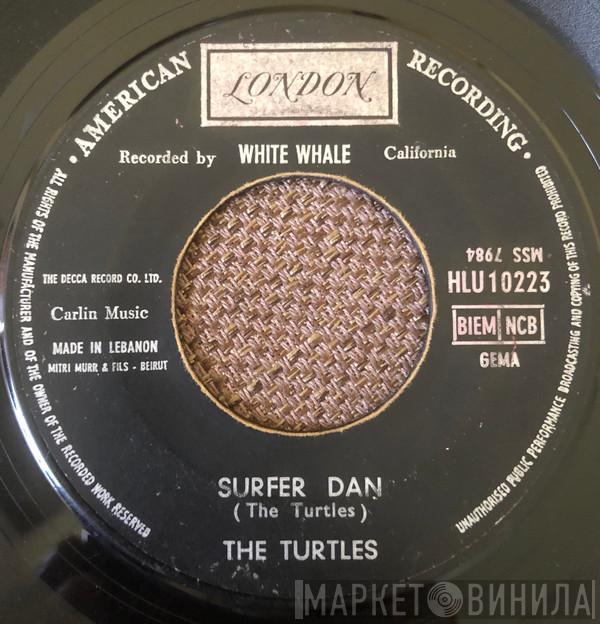 · AMERICAN RECORDING ·
LONDON
Recorded by WHITE WHALE California
ALL RIGHTS OF THE MANUFACTURER AND OF THE OWNER OF THE RECORDED WORK RESERVED
UNAUTHORISED PUBLIC PERFORMANCE BROADCASTING AND COPYING OF THIS RECORD PROHIBITED
THE DECCA RECORD CO. LTD.
Carlin Music
MADE IN LEBANON
MITRI MURR & FILS - BEIRUT
MSS 7984
HLU 10223
BIEM NCB
GEMA
SURFER DAN
(The Turtles)
THE TURTLES
МАРКЕТ ВИНИЛА